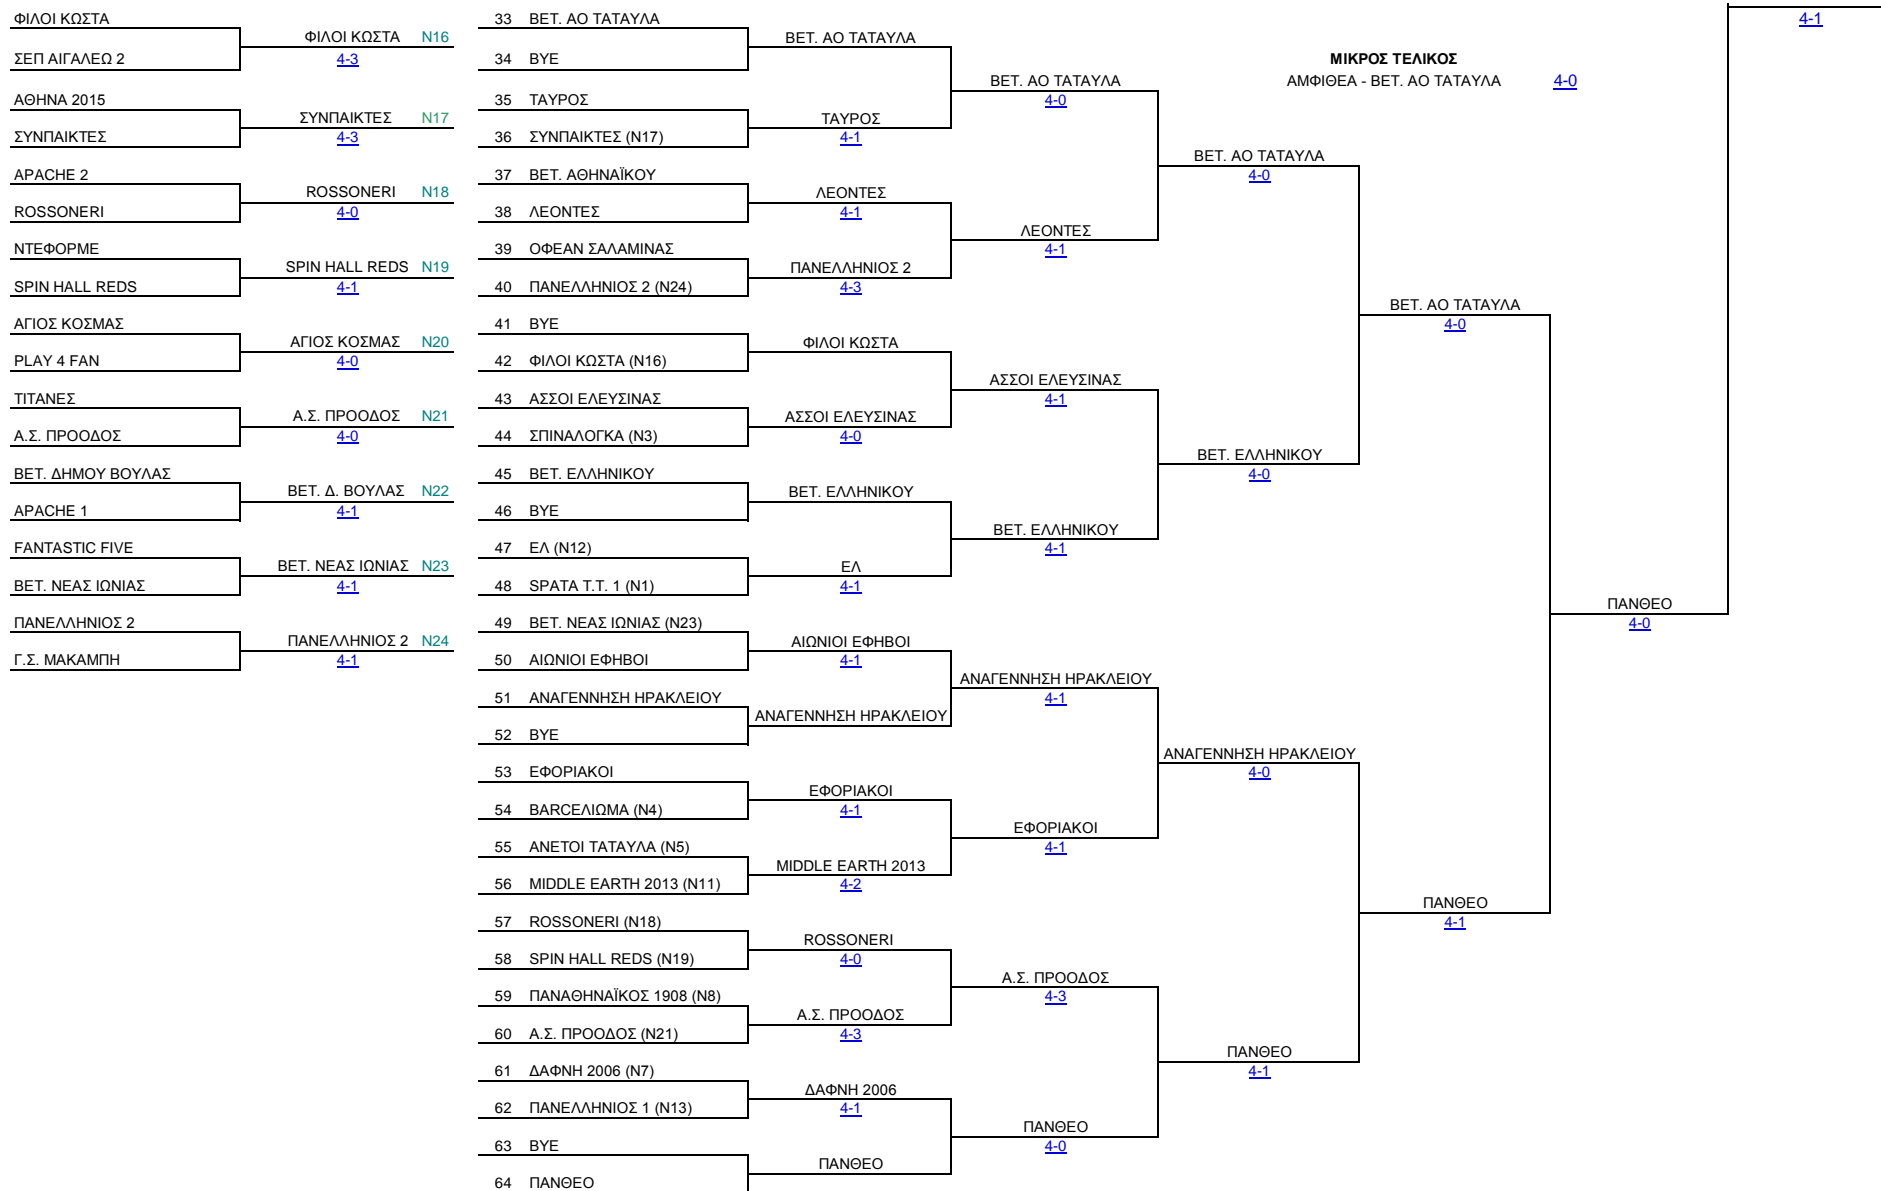 4-1
ΜΙΚΡΟΣ ΤΕΛΙΚΟΣ
ΑΜΦΙΘΕΑ - ΒΕΤ. ΑΟ ΤΑΤΑΥΛΑ 4-0
ΦΙΛΟΙ ΚΩΣΤΑ
ΦΙΛΟΙ ΚΩΣΤΑ N16
4-3
ΣΕΠ ΑΙΓΑΛΕΩ 2
ΑΘΗΝΑ 2015
ΣΥΝΠΑΙΚΤΕΣ N17
4-3
ΣΥΝΠΑΙΚΤΕΣ
APACHE 2
ROSSONERI N18
4-0
ROSSONERI
ΝΤΕΦΟΡΜΕ
SPIN HALL REDS N19
4-1
SPIN HALL REDS
ΑΓΙΟΣ ΚΟΣΜΑΣ
ΑΓΙΟΣ ΚΟΣΜΑΣ N20
4-0
PLAY 4 FAN
ΤΙΤΑΝΕΣ
Α.Σ. ΠΡΟΟΔΟΣ N21
4-0
Α.Σ. ΠΡΟΟΔΟΣ
ΒΕΤ. ΔΗΜΟΥ ΒΟΥΛΑΣ
ΒΕΤ. Δ. ΒΟΥΛΑΣ N22
4-1
APACHE 1
FANTASTIC FIVE
ΒΕΤ. ΝΕΑΣ ΙΩΝΙΑΣ N23
4-1
ΒΕΤ. ΝΕΑΣ ΙΩΝΙΑΣ
ΠΑΝΕΛΛΗΝΙΟΣ 2
ΠΑΝΕΛΛΗΝΙΟΣ 2 N24
4-1
Γ.Σ. ΜΑΚΑΜΠΗ
33 ΒΕΤ. ΑΟ ΤΑΤΑΥΛΑ
34 BYE
35 ΤΑΥΡΟΣ
36 ΣΥΝΠΑΙΚΤΕΣ (N17)
37 ΒΕΤ. ΑΘΗΝΑΪΚΟΥ
38 ΛΕΟΝΤΕΣ
39 ΟΦΕΑΝ ΣΑΛΑΜΙΝΑΣ
40 ΠΑΝΕΛΛΗΝΙΟΣ 2 (N24)
41 BYE
42 ΦΙΛΟΙ ΚΩΣΤΑ (N16)
43 ΑΣΣΟΙ ΕΛΕΥΣΙΝΑΣ
44 ΣΠΙΝΑΛΟΓΚΑ (N3)
45 ΒΕΤ. ΕΛΛΗΝΙΚΟΥ
46 BYE
47 ΕΛ (N12)
48 SPATA T.T. 1 (N1)
49 ΒΕΤ. ΝΕΑΣ ΙΩΝΙΑΣ (N23)
50 ΑΙΩΝΙΟΙ ΕΦΗΒΟΙ
51 ΑΝΑΓΕΝΝΗΣΗ ΗΡΑΚΛΕΙΟΥ
52 BYE
53 ΕΦΟΡΙΑΚΟΙ
54 BARCEΛΙΩΜΑ (N4)
55 ΑΝΕΤΟΙ ΤΑΤΑΥΛΑ (N5)
56 MIDDLE EARTH 2013 (N11)
57 ROSSONERI (N18)
58 SPIN HALL REDS (N19)
59 ΠΑΝΑΘΗΝΑΪΚΟΣ 1908 (N8)
60 Α.Σ. ΠΡΟΟΔΟΣ (N21)
61 ΔΑΦΝΗ 2006 (N7)
62 ΠΑΝΕΛΛΗΝΙΟΣ 1 (N13)
63 BYE
64 ΠΑΝΘΕΟ
ΒΕΤ. ΑΟ ΤΑΤΑΥΛΑ
ΤΑΥΡΟΣ
4-1
ΛΕΟΝΤΕΣ
4-1
ΠΑΝΕΛΛΗΝΙΟΣ 2
4-3
ΦΙΛΟΙ ΚΩΣΤΑ
ΑΣΣΟΙ ΕΛΕΥΣΙΝΑΣ
4-0
ΒΕΤ. ΕΛΛΗΝΙΚΟΥ
ΕΛ
4-1
ΑΙΩΝΙΟΙ ΕΦΗΒΟΙ
4-1
ΑΝΑΓΕΝΝΗΣΗ ΗΡΑΚΛΕΙΟΥ
ΕΦΟΡΙΑΚΟΙ
4-1
MIDDLE EARTH 2013
4-2
ROSSONERI
4-0
Α.Σ. ΠΡΟΟΔΟΣ
4-3
ΔΑΦΝΗ 2006
4-1
ΠΑΝΘΕΟ
ΒΕΤ. ΑΟ ΤΑΤΑΥΛΑ
4-0
ΛΕΟΝΤΕΣ
4-1
ΑΣΣΟΙ ΕΛΕΥΣΙΝΑΣ
4-1
ΒΕΤ. ΕΛΛΗΝΙΚΟΥ
4-1
ΑΝΑΓΕΝΝΗΣΗ ΗΡΑΚΛΕΙΟΥ
4-1
ΕΦΟΡΙΑΚΟΙ
4-1
Α.Σ. ΠΡΟΟΔΟΣ
4-3
ΠΑΝΘΕΟ
4-0
ΒΕΤ. ΑΟ ΤΑΤΑΥΛΑ
4-0
ΒΕΤ. ΕΛΛΗΝΙΚΟΥ
4-0
ΑΝΑΓΕΝΝΗΣΗ ΗΡΑΚΛΕΙΟΥ
4-0
ΠΑΝΘΕΟ
4-1
ΒΕΤ. ΑΟ ΤΑΤΑΥΛΑ
4-0
ΠΑΝΘΕΟ
4-1
ΠΑΝΘΕΟ
4-0